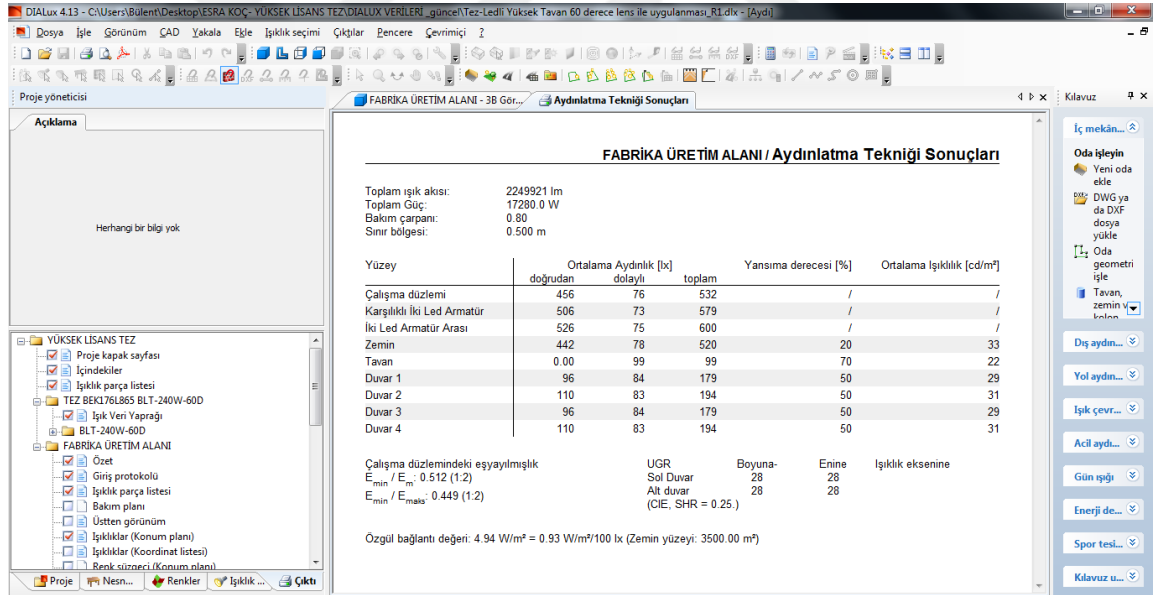 DIALux 4.13 - C:\Users\Bülent\Desktop\ESRA KOÇ- YÜKSEK LİSANS TEZ\DIALUX VERİLERİ _güncel\Tez-Ledli Yüksek Tavan 60 derece lens ile uygulanması_R1.dlx - [Aydı]
Dosya İşle Görünüm CAD Yakala Ekle Işıklık seçimi Çıktılar Pencere Çevrimiçi ?
Proje yöneticisi
Açıklama
Herhangi bir bilgi yok
YÜKSEK LİSANS TEZ
Proje kapak sayfası
İçindekiler
Işıklık parça listesi
TEZ BEK176L865 BLT-240W-60D
Işık Veri Yaprağı
BLT-240W-60D
FABRİKA ÜRETİM ALANI
Özet
Giriş protokolü
Işıklık parça listesi
Bakım planı
Üstten görünüm
Işıklıklar (Konum planı)
Işıklıklar (Koordinat listesi)
Renk süzgeci (Konum planı)
Proje Nesn... Renkler Işıklık ... Çıktı
FABRİKA ÜRETİM ALANI - 3B Gör... Aydınlatma Tekniği Sonuçları
FABRİKA ÜRETİM ALANI / Aydınlatma Tekniği Sonuçları
Toplam ışık akısı: 2249921 lm
Toplam Güç: 17280.0 W
Bakım çarpanı: 0.80
Sınır bölgesi: 0.500 m
Yüzey Ortalama Aydınlık [lx] Yansıma derecesi [%] Ortalama Işıklılık [cd/m²]
doğrudan dolaylı toplam
Çalışma düzlemi 456 76 532 / /
Karşılıklı İki Led Armatür 506 73 579 / /
İki Led Armatür Arası 526 75 600 / /
Zemin 442 78 520 20 33
Tavan 0.00 99 99 70 22
Duvar 1 96 84 179 50 29
Duvar 2 110 83 194 50 31
Duvar 3 96 84 179 50 29
Duvar 4 110 83 194 50 31
Çalışma düzlemindeki eşyayılmışlık
Emin / Em: 0.512 (1:2)
Emin / Emaks: 0.449 (1:2)
UGR Boyuna- Enine Işıklık eksenine
Sol Duvar 28 28
Alt duvar 28 28
(CIE, SHR = 0.25.)
Özgül bağlantı değeri: 4.94 W/m² = 0.93 W/m²/100 lx (Zemin yüzeyi: 3500.00 m²)
Kılavuz
İç mekân...
Oda işleyin
Yeni oda
ekle
DWG ya
da DXF
dosya
yükle
Oda
geometri
işle
Tavan,
zemin v
kolon
Dış aydın...
Yol aydın...
Işık çevr...
Acil aydı...
Gün ışığı
Enerji de...
Spor tesi...
Kılavuz u...